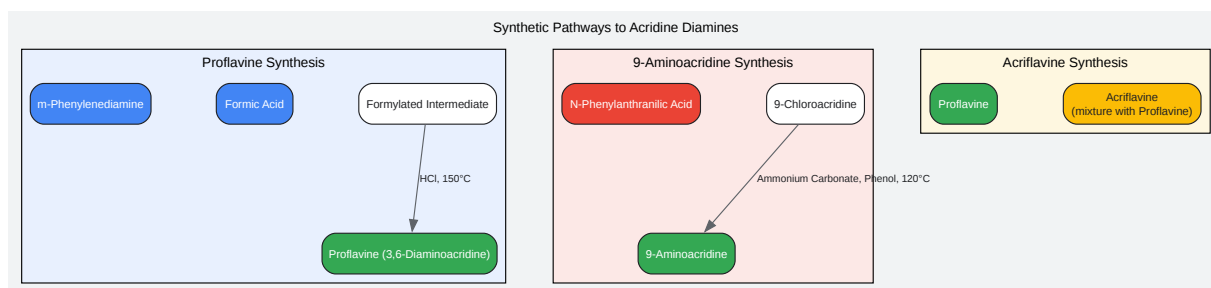 Synthetic Pathways to Acridine Diamines
Proflavine Synthesis
m-Phenylenediamine
Formic Acid
Formylated Intermediate
HCl, 150°C
Proflavine (3,6-Diaminoacridine)
9-Aminoacridine Synthesis
N-Phenylanthranilic Acid
9-Chloroacridine
Ammonium Carbonate, Phenol, 120°C
9-Aminoacridine
Acriflavine Synthesis
Proflavine
Acriflavine
(mixture with Proflavine)